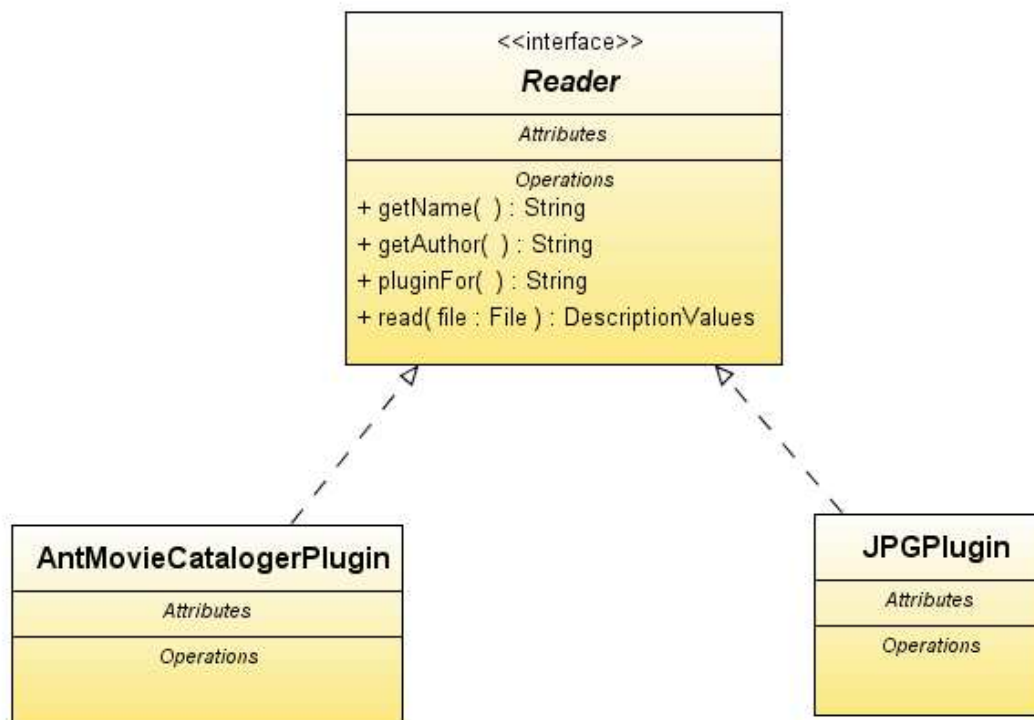 <<interface>>
Reader
Attributes
Operations
+ getName( ) : String
+ getAuthor( ) : String
+ pluginFor( ) : String
+ read( file : File ) : DescriptionValues
AntMovieCatalogerPlugin
Attributes
Operations
JPGPlugin
Attributes
Operations